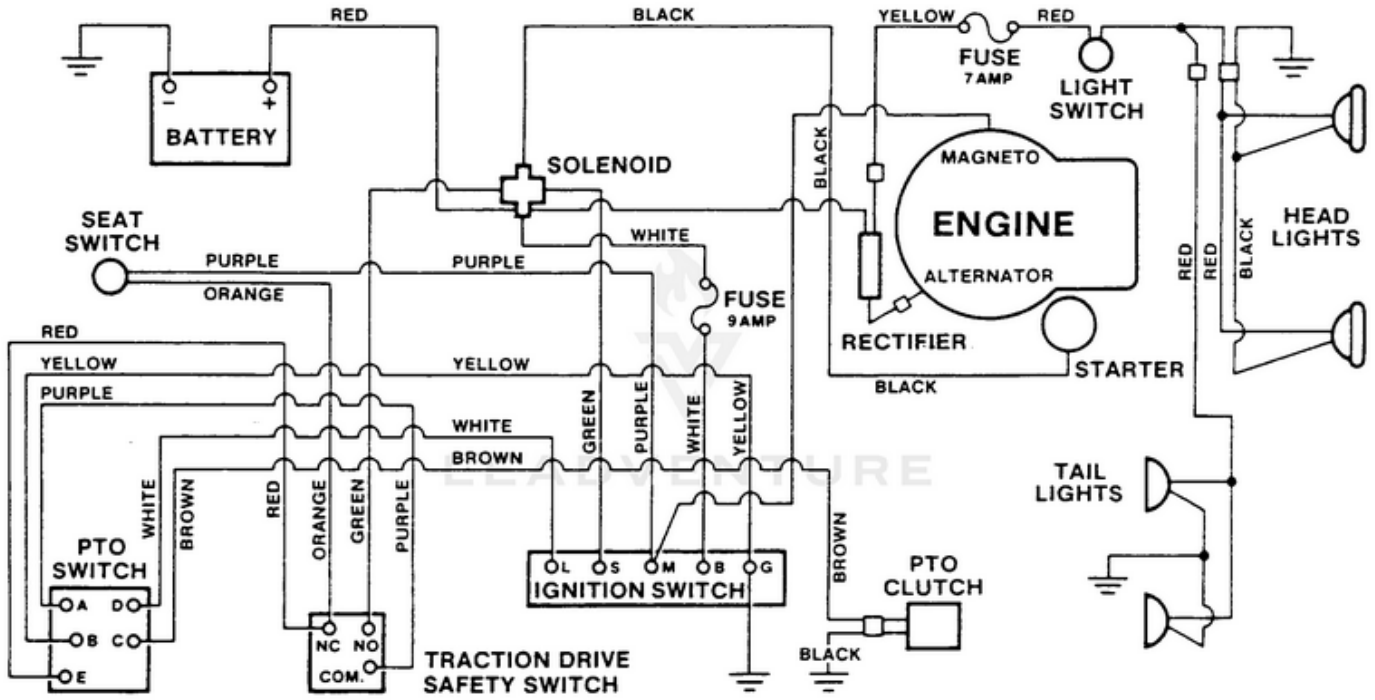 RED
BLACK
YELLOW
RED
FUSE
7 AMP
LIGHT
SWITCH
-
+
BATTERY
SOLENOID
BLACK
MAGNETO
ENGINE
ALTERNATOR
HEAD
LIGHTS
RED
RED
BLACK
SEAT
SWITCH
PURPLE
PURPLE
ORANGE
WHITE
FUSE
9 AMP
RECTIFIER
STARTER
BLACK
RED
YELLOW
YELLOW
PURPLE
WHITE
BROWN
GREEN
PURPLE
WHITE
YELLOW
LEADVENTURE
TAIL
LIGHTS
WHITE
BROWN
RED
ORANGE
GREEN
PURPLE
BROWN
PTO
SWITCH
A D
B C
E
L S M B G
IGNITION SWITCH
PTO
CLUTCH
BLACK
NC NO
COM.
TRACTION DRIVE
SAFETY SWITCH